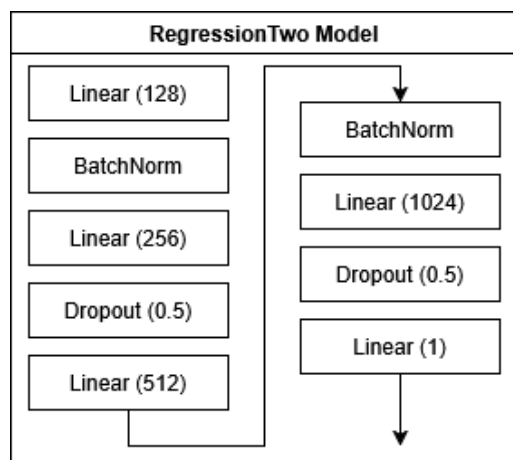 RegressionTwo Model
Linear (128)
BatchNorm
Linear (256)
Dropout (0.5)
Linear (512)
BatchNorm
Linear (1024)
Dropout (0.5)
Linear (1)